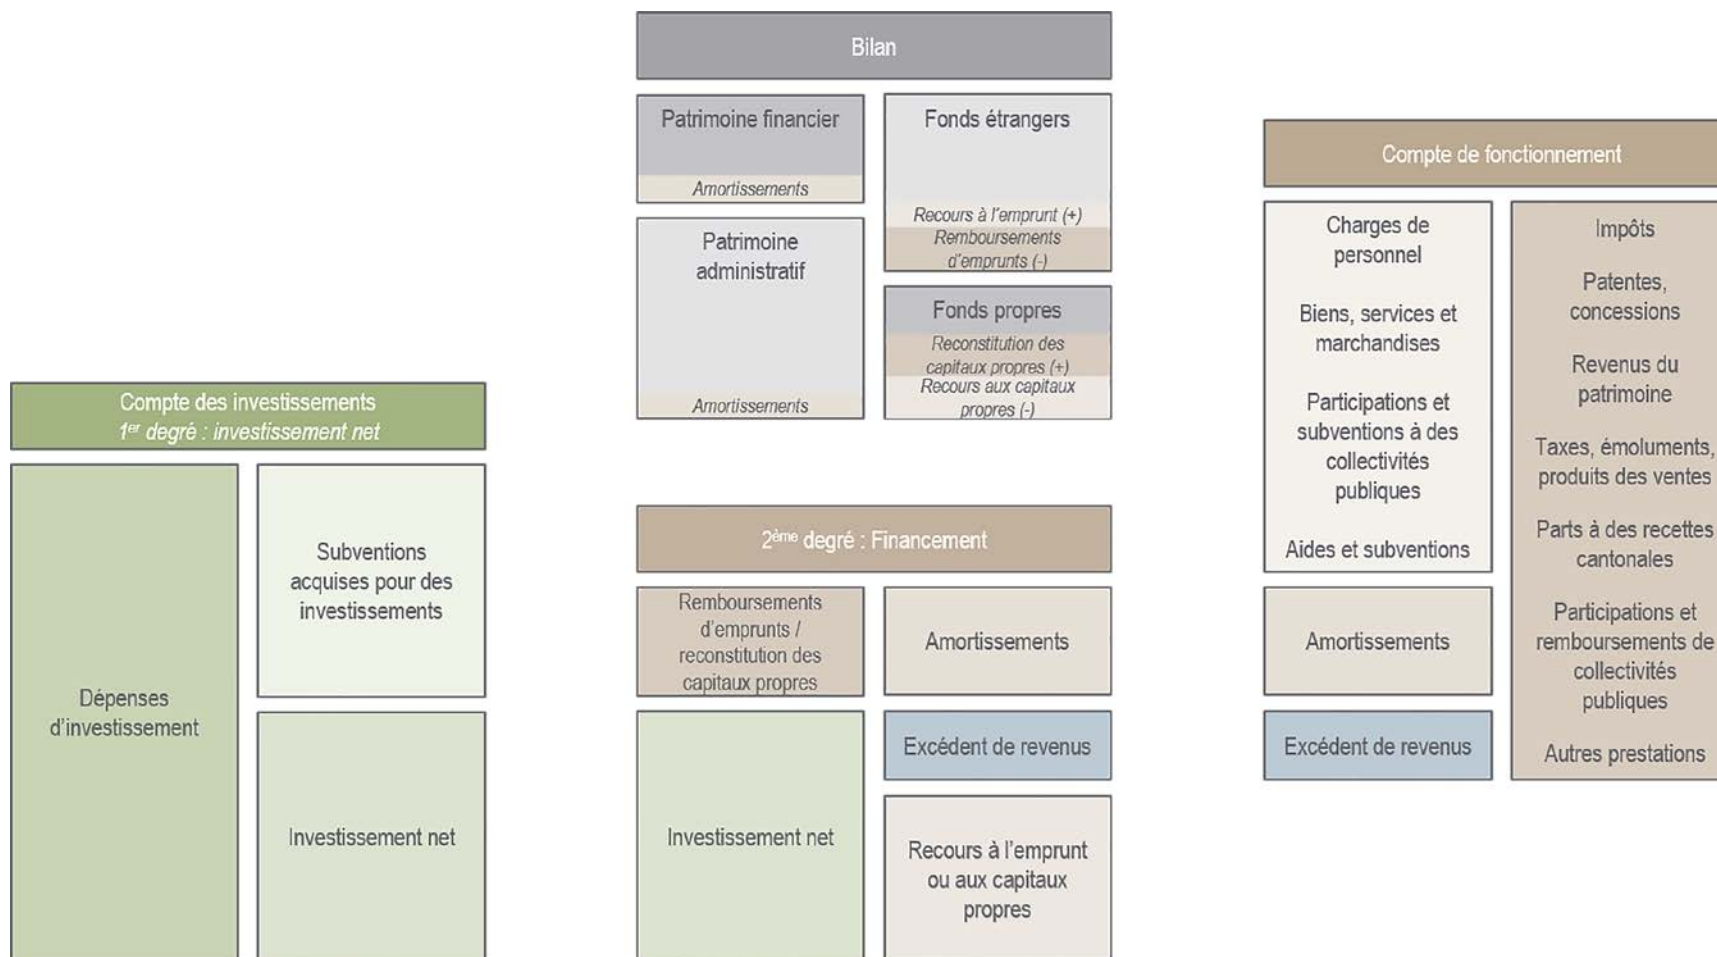 Bilan
Patrimoine financier
Amortissements
Patrimoine
administratif
Amortissements
Fonds étrangers
Recours à l'emprunt (+)
Remboursements
d'emprunts (-)
Fonds propres
Reconstitution des
capitaux propres (+)
Recours aux capitaux
propres (-)
Compte des investissements
1er degré : investissement net
Dépenses
d'investissement
Subventions
acquises pour des
investissements
Investissement net
2ème degré : Financement
Remboursements
d'emprunts /
reconstitution des
capitaux propres
Investissement net
Amortissements
Excédent de revenus
Recours à l'emprunt
ou aux capitaux
propres
Compte de fonctionnement
Charges de
personnel
Biens, services et
marchandises
Participations et
subventions à des
collectivités
publiques
Aides et subventions
Amortissements
Excédent de revenus
Impôts
Patentes,
concessions
Revenus du
patrimoine
Taxes, émoluments,
produits des ventes
Parts à des recettes
cantonales
Participations et
remboursements de
collectivités
publiques
Autres prestations